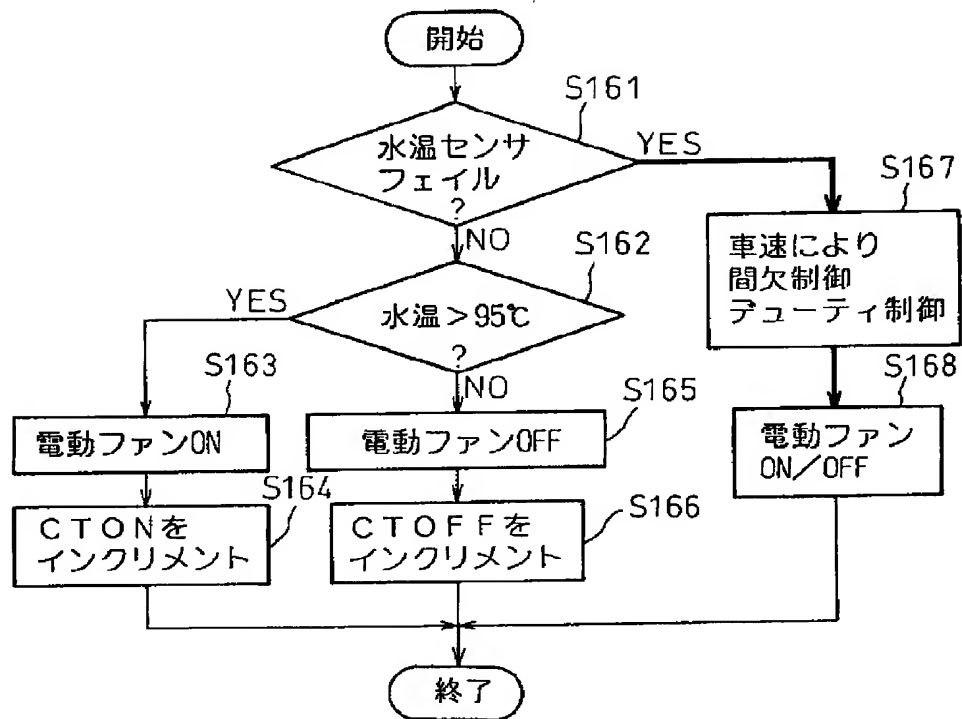 開始
S161
水温センサ
フェイル
?
YES
NO
S167
車速により
間欠制御
デューティ制御
S162
水温>95℃
?
YES
NO
S163
電動ファンON
S165
電動ファンOFF
S168
電動ファン
ON/OFF
S164
CTONを
インクリメント
S166
CTOFFを
インクリメント
終了